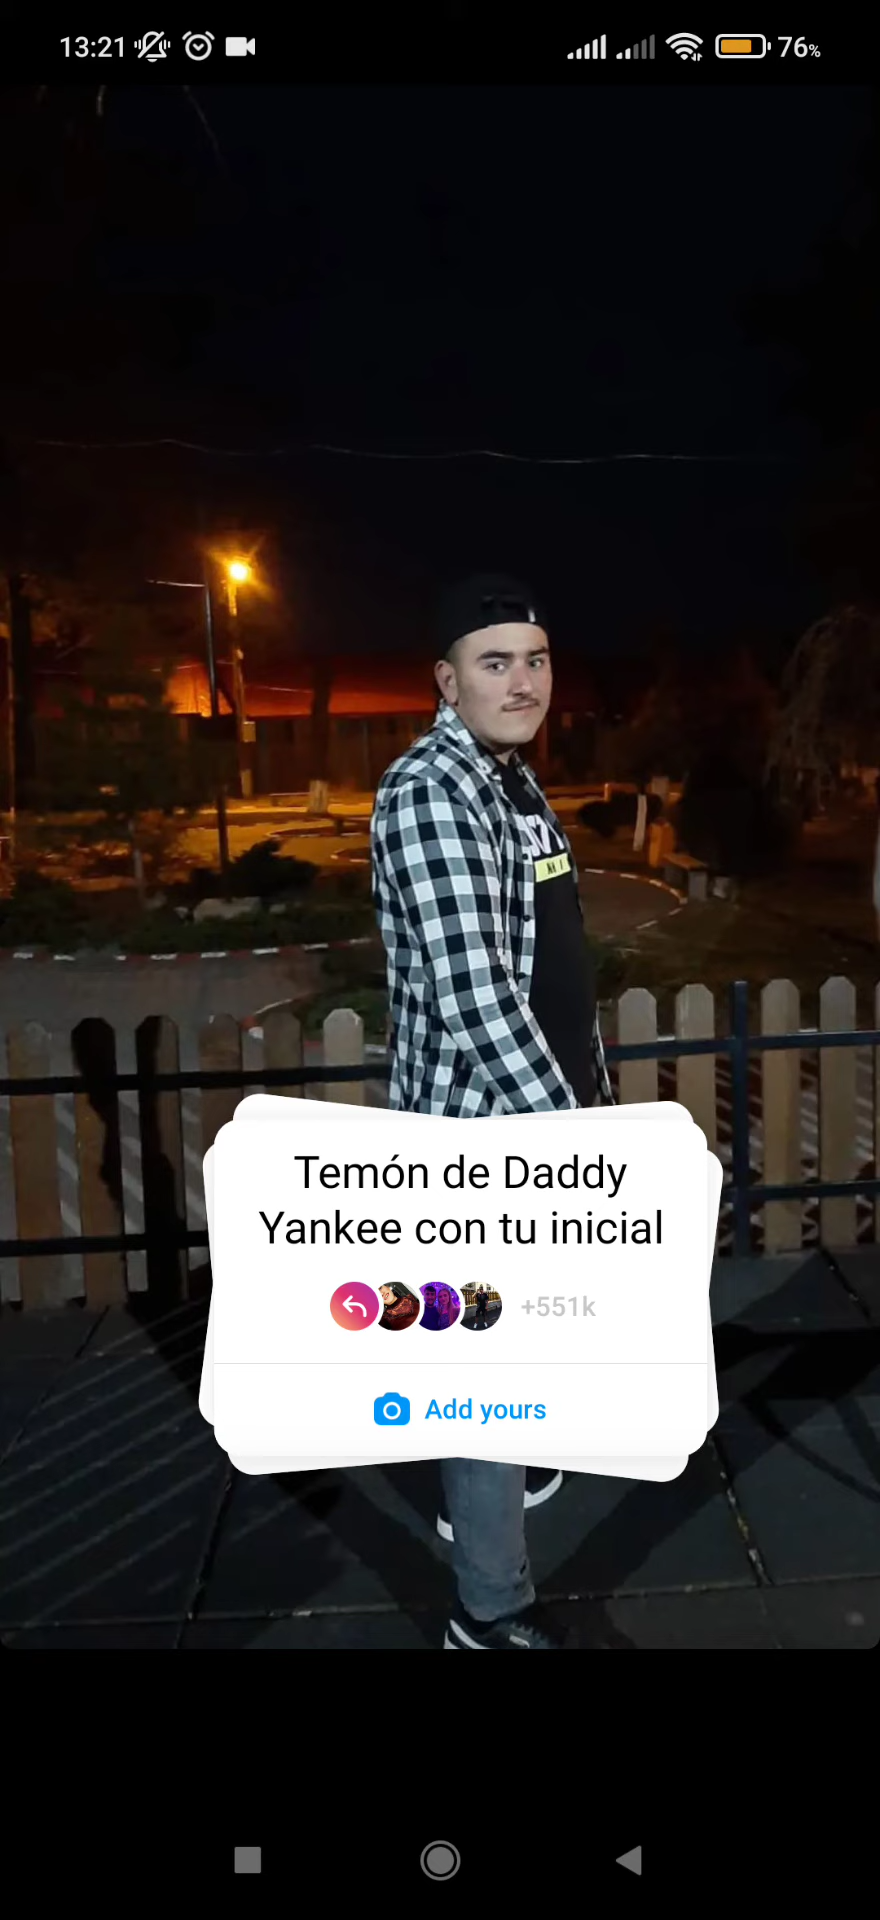 13:21 76%
Temón de Daddy
Yankee con tu inicial
+551k
Add yours